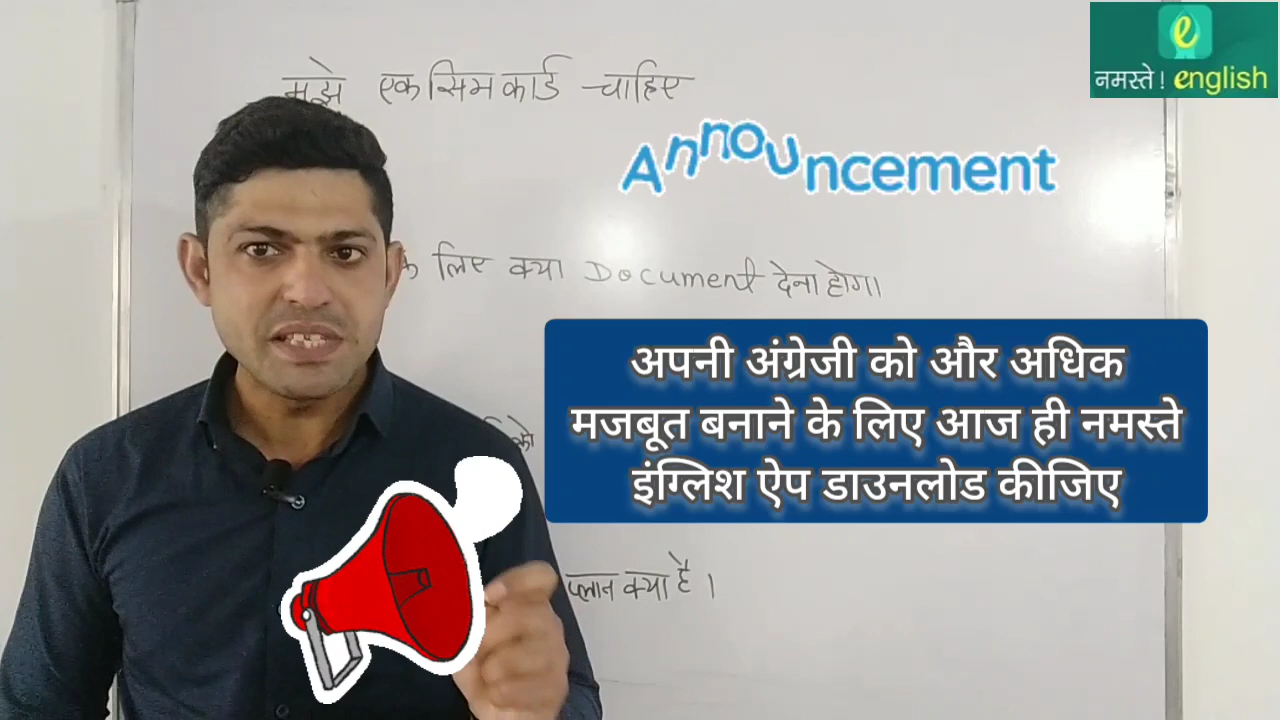 नमस्ते! english
मुझे एक सिम कार्ड चाहिए
Announcement
के लिए क्या Document देना होगा
अपनी अंग्रेजी को और अधिक
मजबूत बनाने के लिए आज ही नमस्ते
इंग्लिश ऐप डाउनलोड कीजिए
को
प्लान क्या है ।